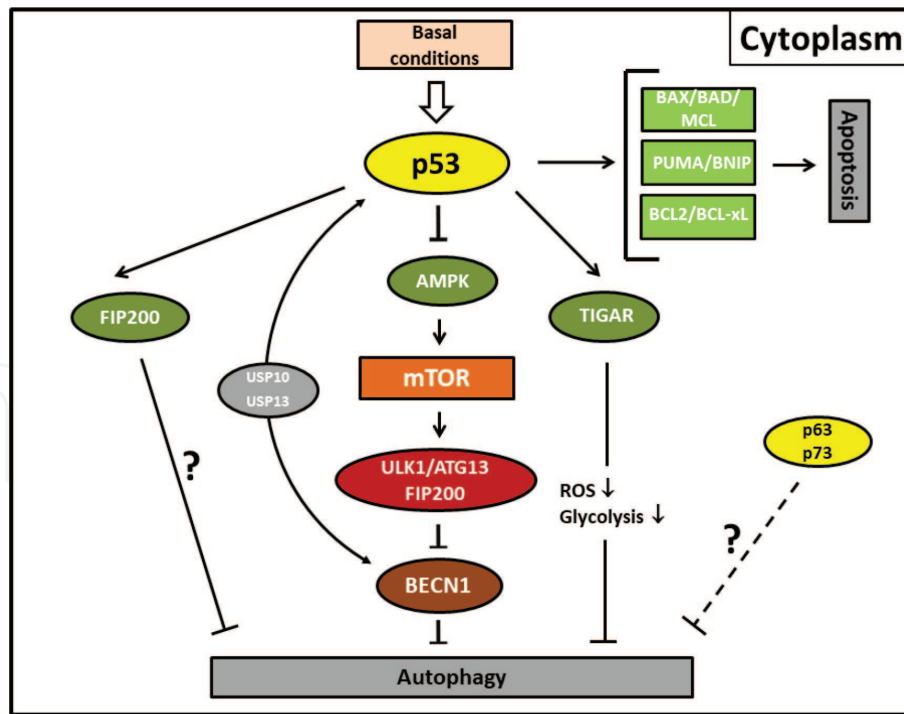 Cytoplasm
Basal
conditions
BAX/BAD/
MCL
PUMA/BNIP
BCL2/BCL-xL
Apoptosis
p53
AMPK
FIP200
TIGAR
USP10
USP13
mTOR
p63
p73
?
ULK1/ATG13
FIP200
ROS ↓
Glycolysis ↓
?
BECN1
Autophagy